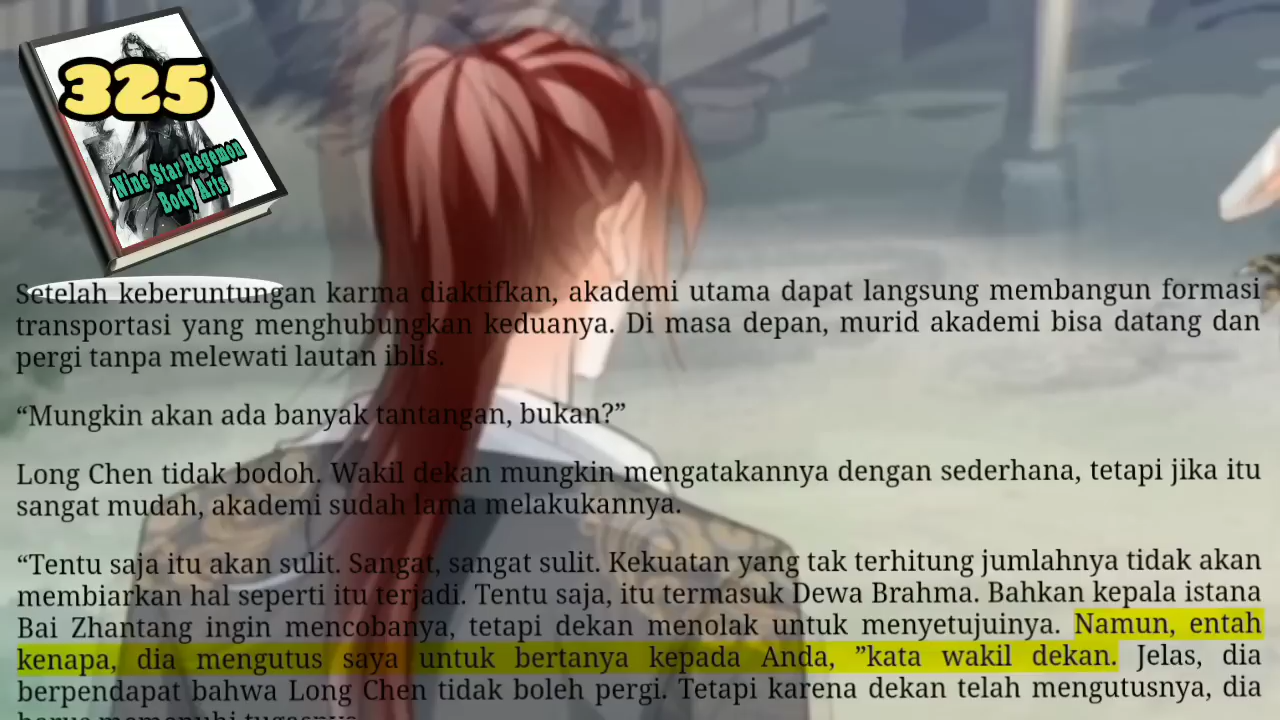 325
Nine Star Hegemon
Body Arts
Setelah keberuntungan karma diaktifkan, akademi utama dapat langsung membangun formasi
transportasi yang menghubungkan keduanya. Di masa depan, murid akademi bisa datang dan
pergi tanpa melewati lautan iblis.
“Mungkin akan ada banyak tantangan, bukan?”
Long Chen tidak bodoh. Wakil dekan mungkin mengatakannya dengan sederhana, tetapi jika itu
sangat mudah, akademi sudah lama melakukannya.
“Tentu saja itu akan sulit. Sangat, sangat sulit. Kekuatan yang tak terhitung jumlahnya tidak akan
membiarkan hal seperti itu terjadi. Tentu saja, itu termasuk Dewa Brahma. Bahkan kepala istana
Bai Zhantang ingin mencobanya, tetapi dekan menolak untuk menyetujuinya. Namun, entah
kenapa, dia mengutus saya untuk bertanya kepada Anda, ”kata wakil dekan. Jelas, dia
berpendapat bahwa Long Chen tidak boleh pergi. Tetapi karena dekan telah mengutusnya, dia